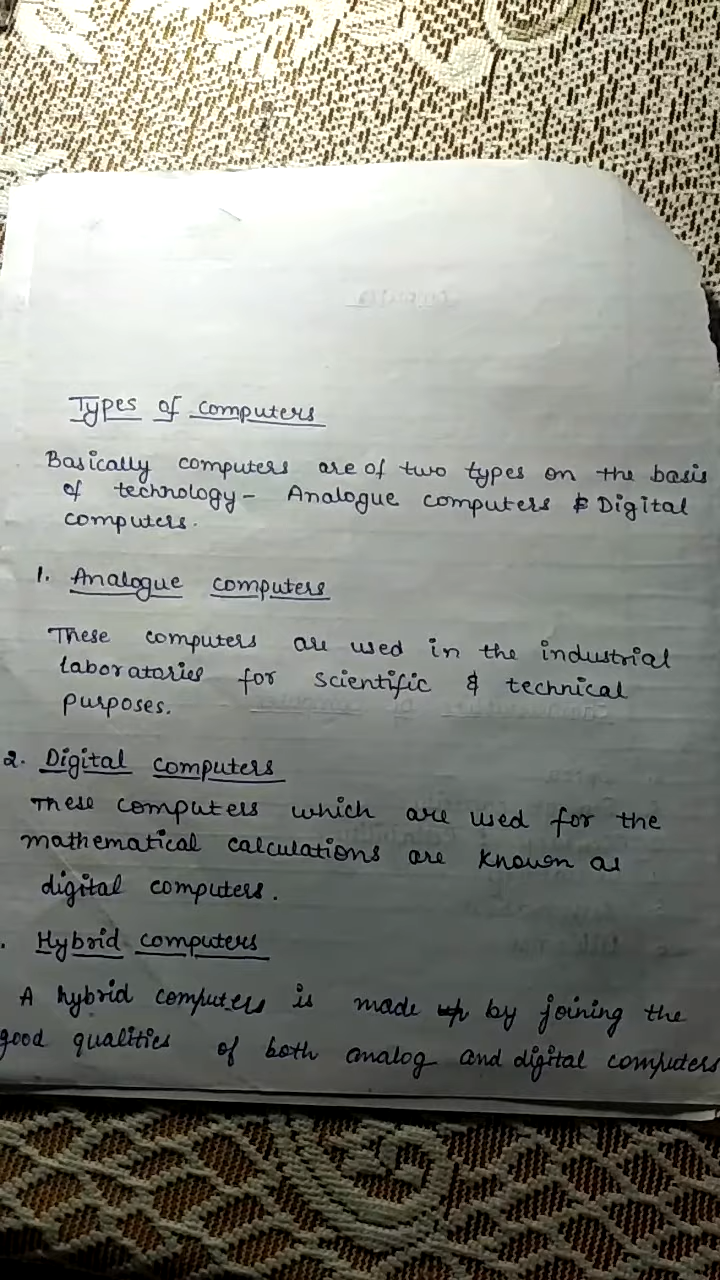 Types of computers
Basically computers are of two types on the basis
of technology - Analogue computers & Digital
computers.
1. Analogue computers
These computers are used in the industrial
laboratories for scientific & technical
purposes.
2. Digital computers
These computers which are used for the
mathematical calculations are known as
digital computers.
. Hybrid computers
A hybrid computers is made up by joining the
good qualities of both analog and digital computers